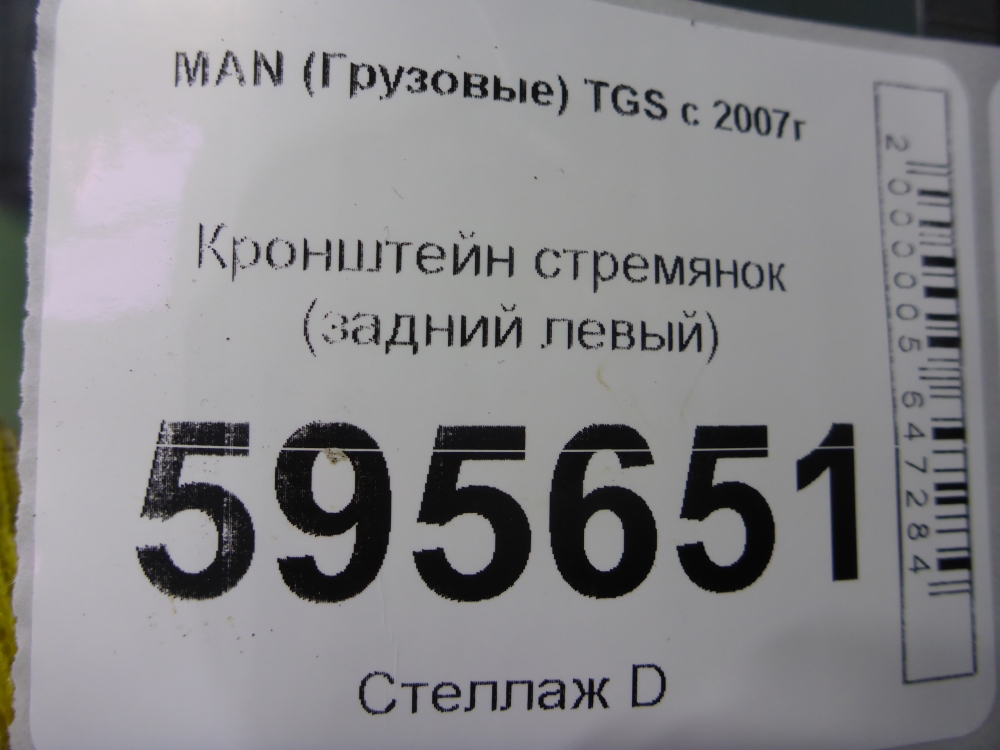 MAN (Грузовые) TGS с 2007г
Кронштейн стремянок
(задний левый)
595651
Стеллаж D
2000005647284